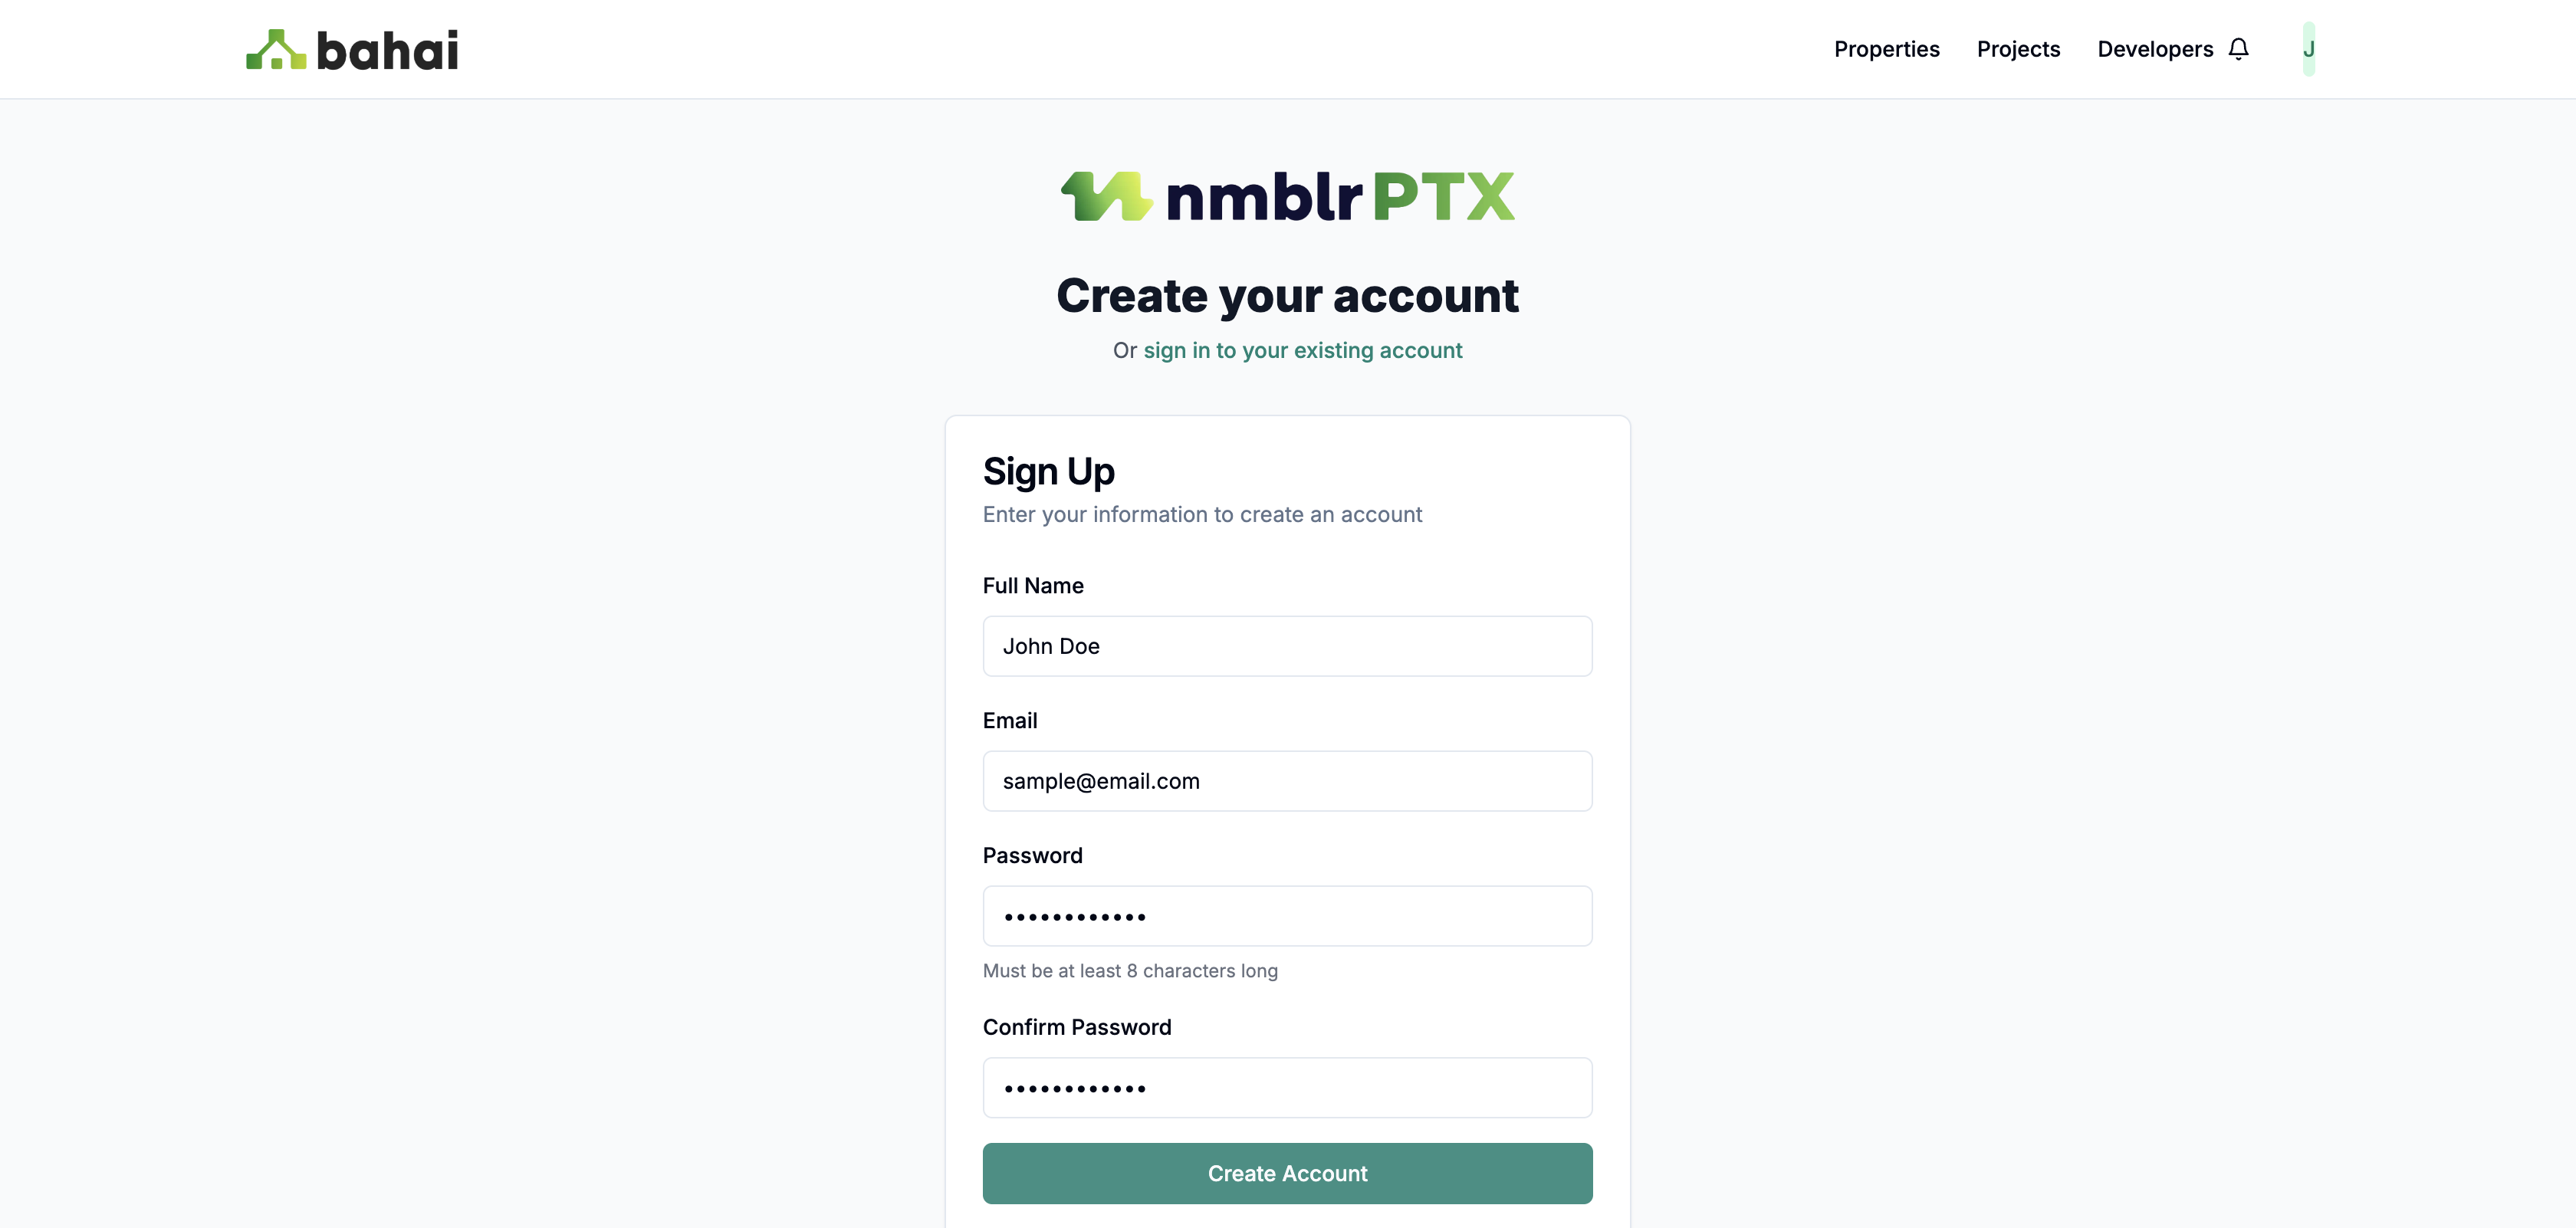 bahai
Properties Projects Developers J
nmblr PTX
Create your account
Or sign in to your existing account
Sign Up
Enter your information to create an account
Full Name
John Doe
Email
sample@email.com
Password
••••••••••••
Must be at least 8 characters long
Confirm Password
••••••••••••
Create Account